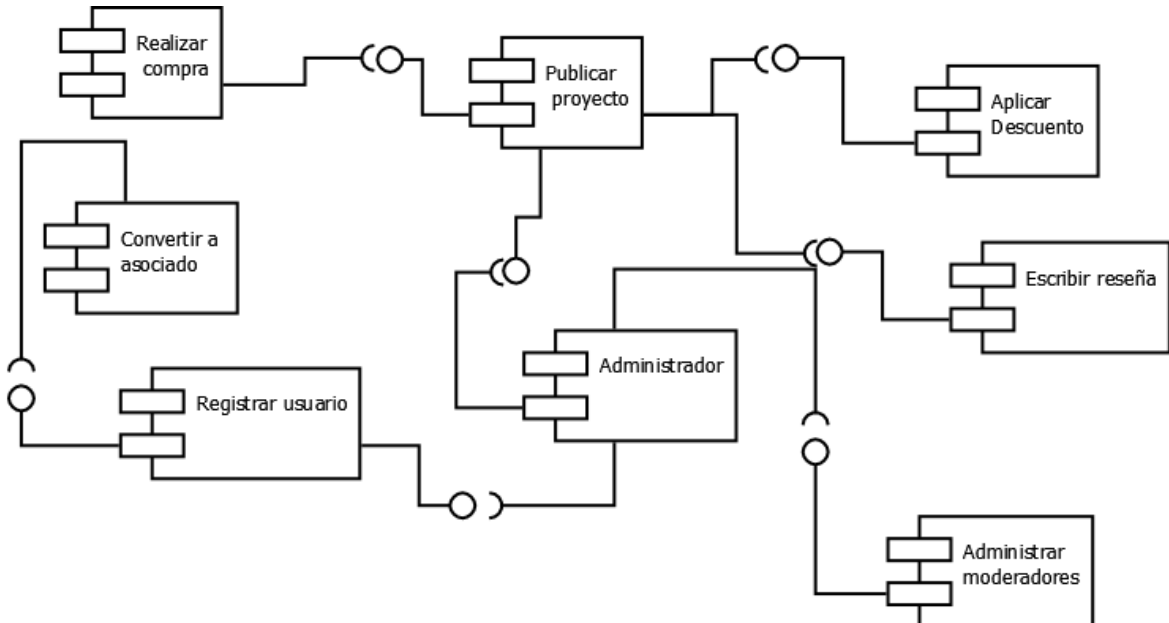 Realizar
compra
Publicar
proyecto
Aplicar
Descuento
Convertir a
asociado
Escribir reseña
Administrador
Registrar usuario
Administrar
moderadores